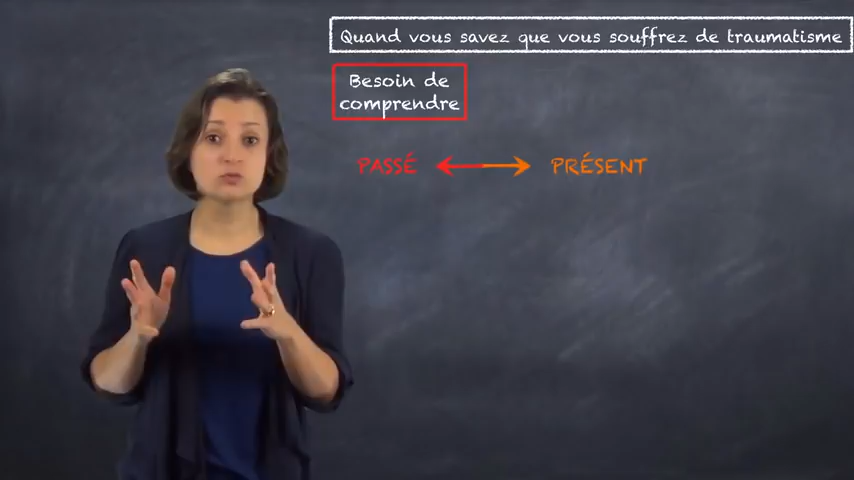 Quand vous savez que vous souffrez de traumatisme
Besoin de
comprendre
PASSÉ PRÉSENT